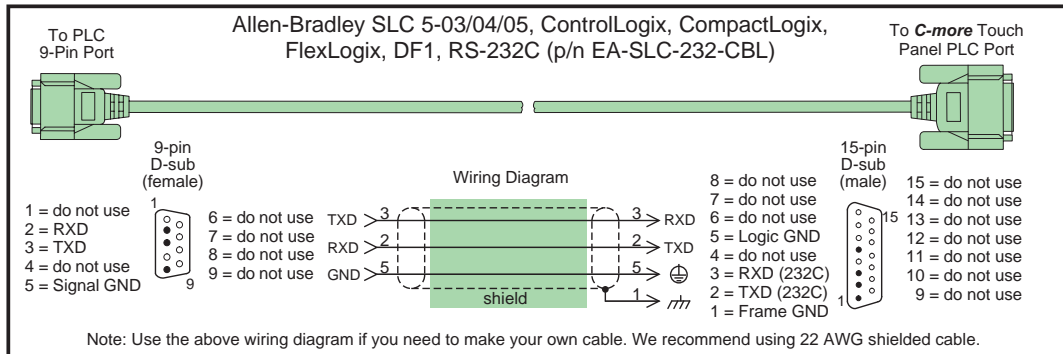 Allen-Bradley SLC 5-03/04/05, ControlLogix, CompactLogix,
FlexLogix, DF1, RS-232C (p/n EA-SLC-232-CBL)
To PLC
9-Pin Port
To C-more Touch
Panel PLC Port
9-pin
D-sub
(female)
1
9
1 = do not use
2 = RXD
3 = TXD
4 = do not use
5 = Signal GND
6 = do not use
7 = do not use
8 = do not use
9 = do not use
Wiring Diagram
TXD 3 3 RXD
RXD 2 2 TXD
GND 5 5
1
shield
8 = do not use
7 = do not use
6 = do not use
5 = Logic GND
4 = do not use
3 = RXD (232C)
2 = TXD (232C)
1 = Frame GND
15-pin
D-sub
(male)
15
1
15 = do not use
14 = do not use
13 = do not use
12 = do not use
11 = do not use
10 = do not use
9 = do not use
Note: Use the above wiring diagram if you need to make your own cable. We recommend using 22 AWG shielded cable.